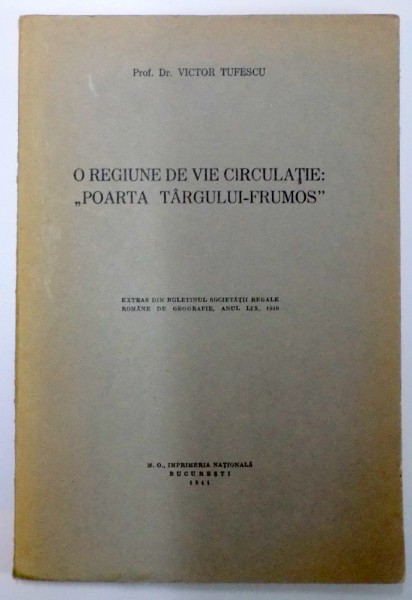 Prof. Dr. VICTOR TUFESCU
O REGIUNE DE VIE CIRCULAȚIE:
„POARTA TÂRGULUI-FRUMOS”
EXTRAS DIN BULETINUL SOCIETĂȚII REGALE
ROMÂNE DE GEOGRAFIE, ANUL LIX, 1940
M. O., IMPRIMERIA NAȚIONALĂ
BUCUREȘTI
1941